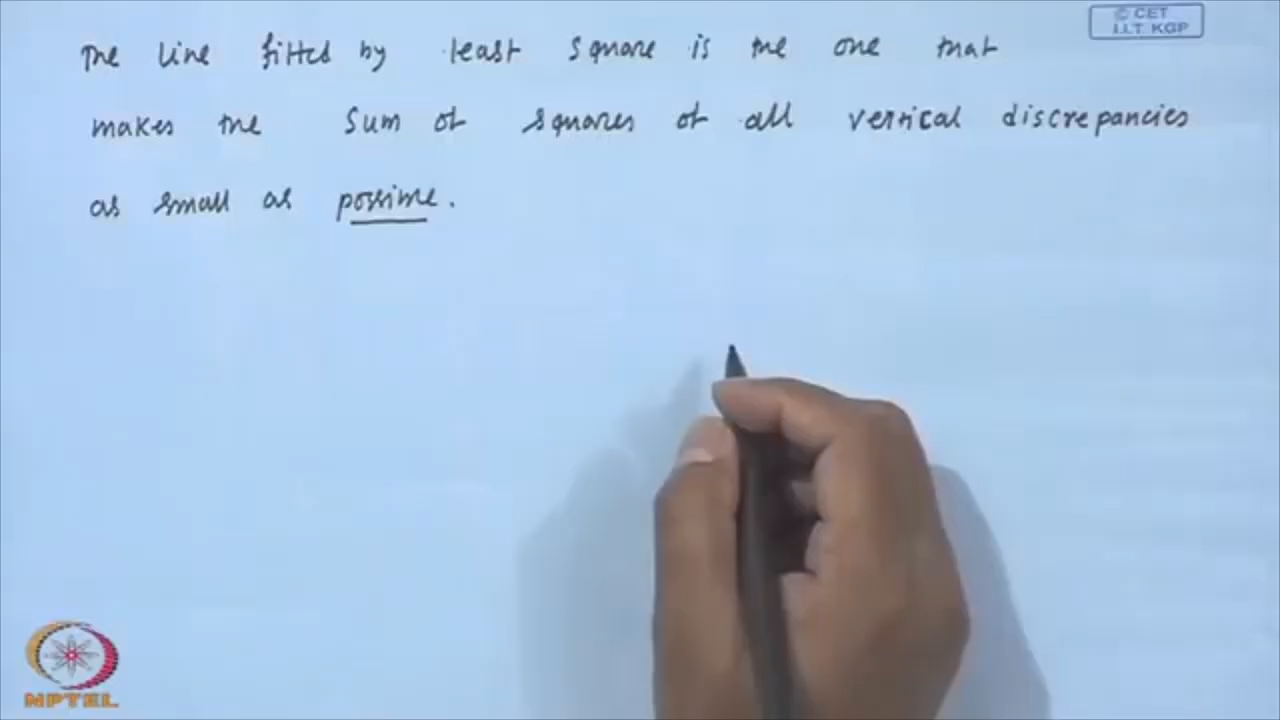 © CET
I.I.T. KGP
The line fitted by least square is the one that
makes the sum of squares of all vertical discrepancies
as small as possible.
NPTEL